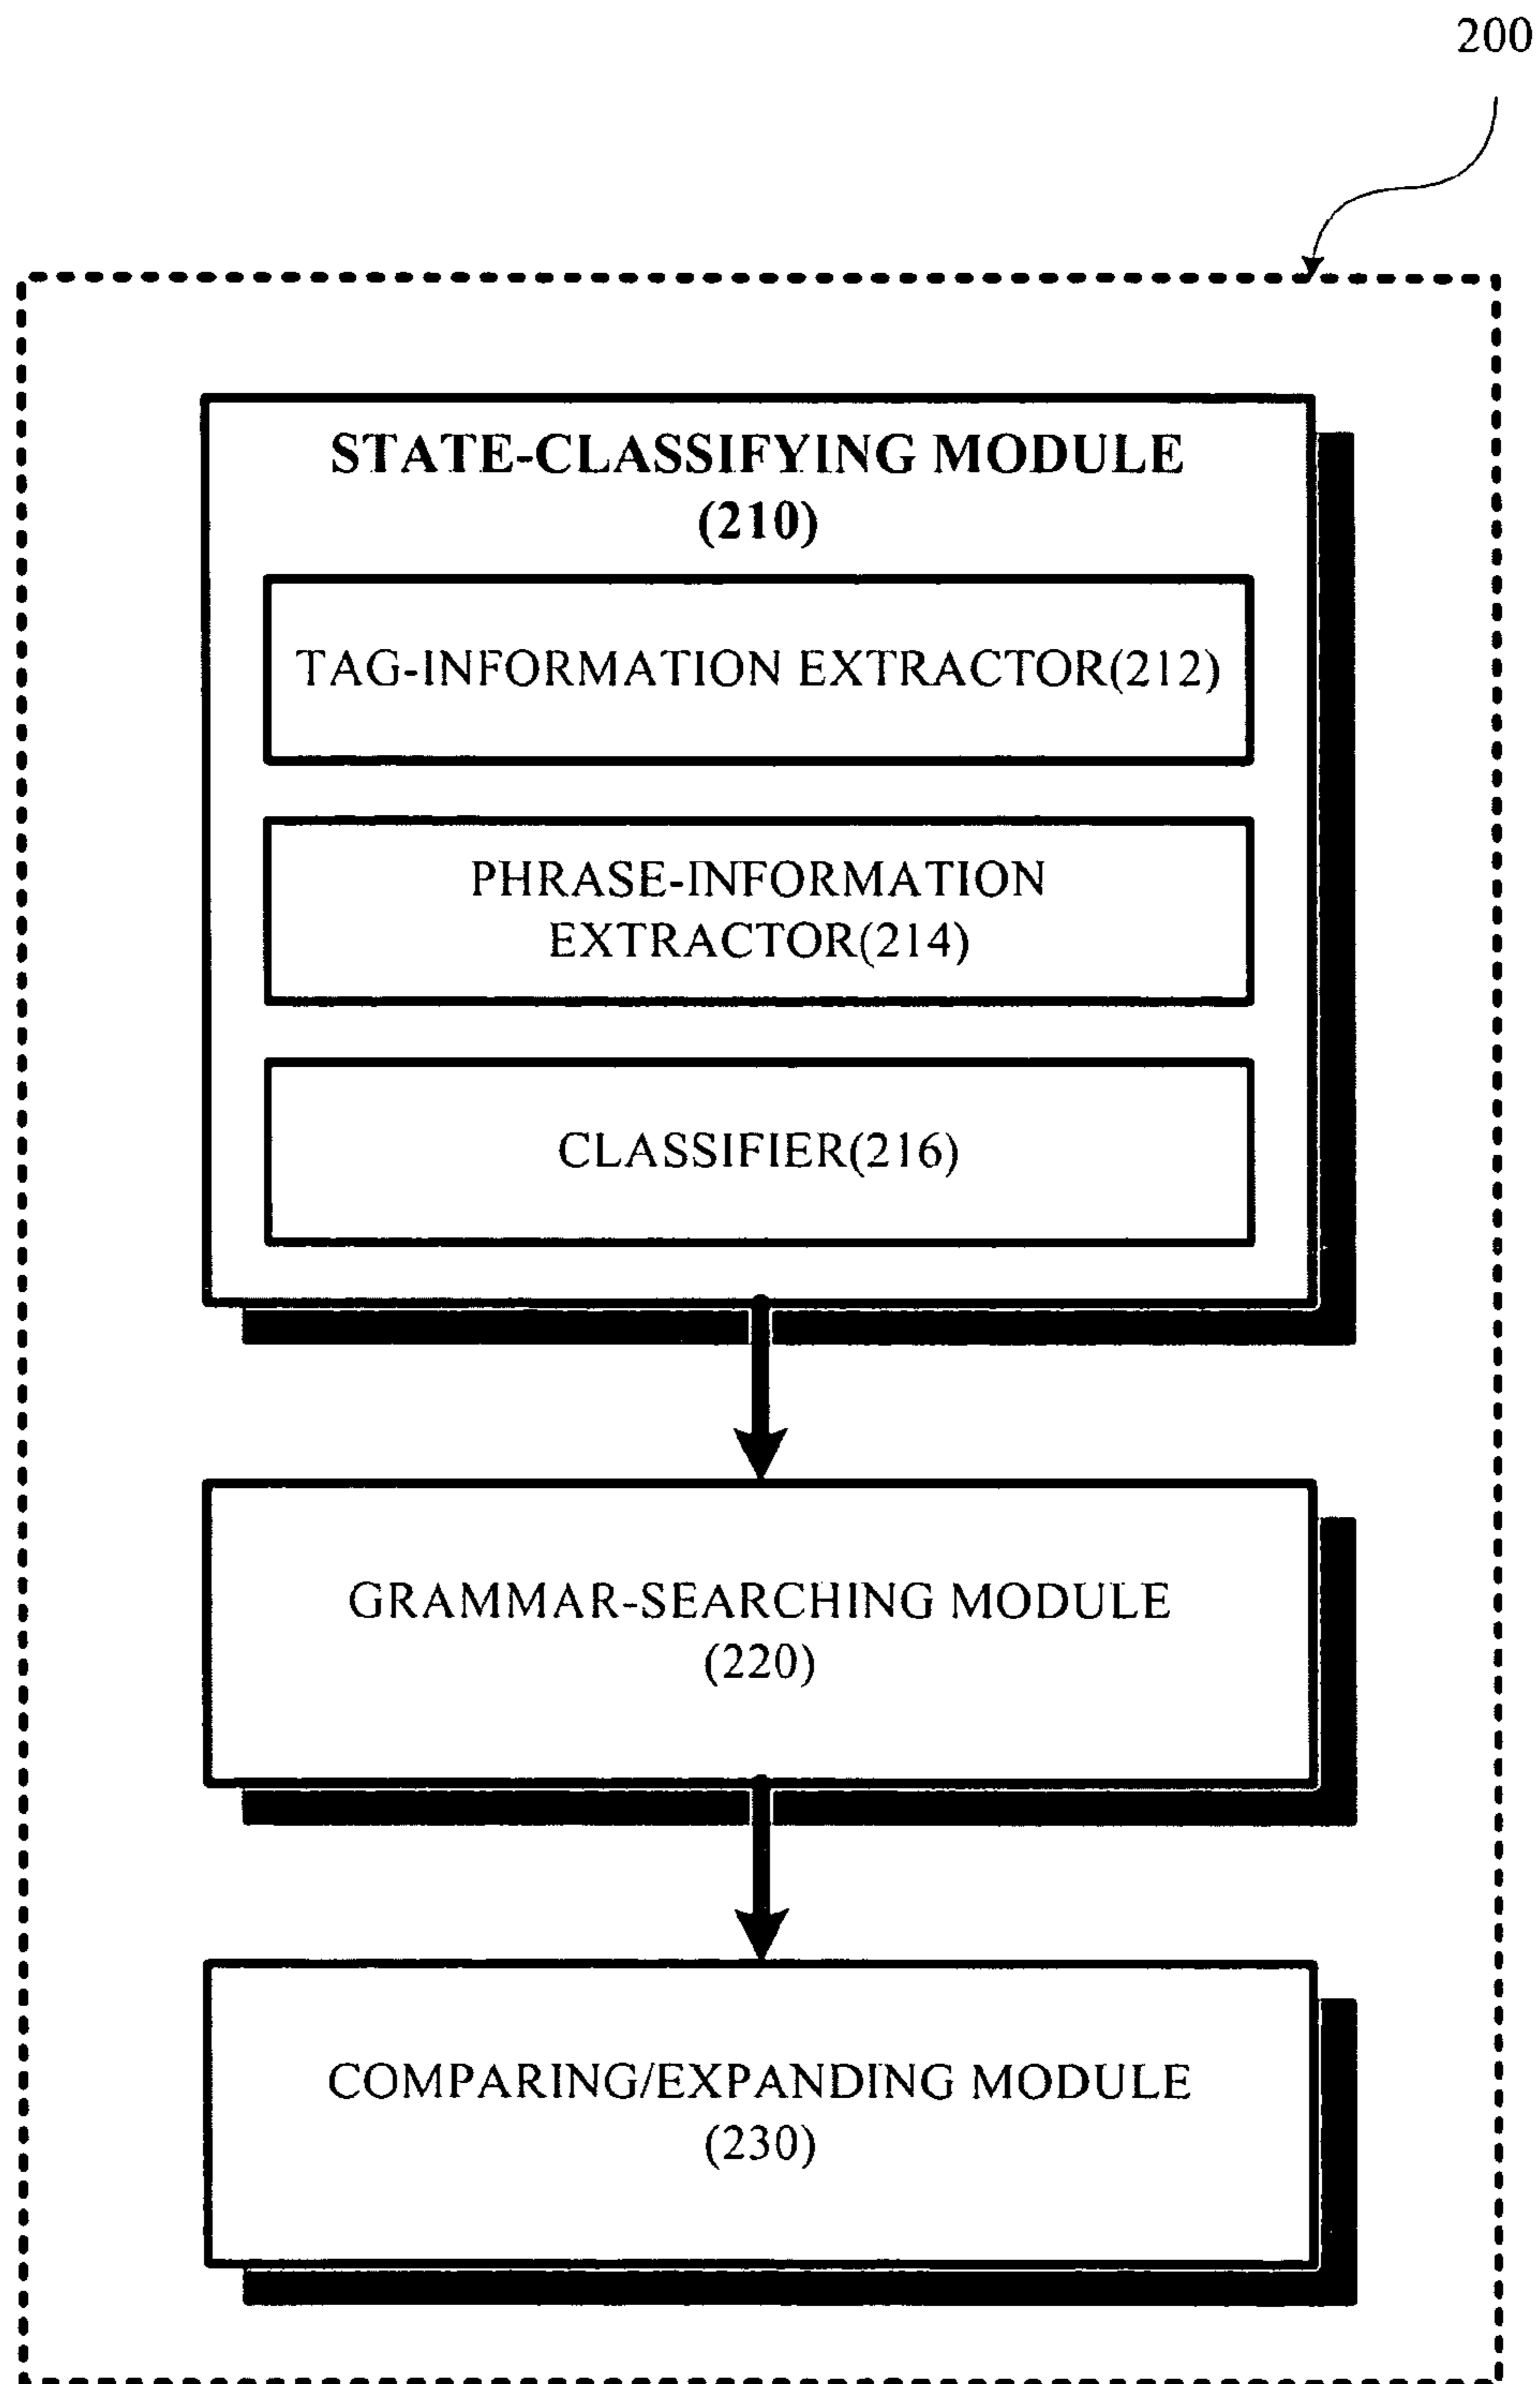 200
STATE-CLASSIFYING MODULE
(210)
TAG-INFORMATION EXTRACTOR(212)
PHRASE-INFORMATION
EXTRACTOR(214)
CLASSIFIER(216)
GRAMMAR-SEARCHING MODULE
(220)
COMPARING/EXPANDING MODULE
(230)